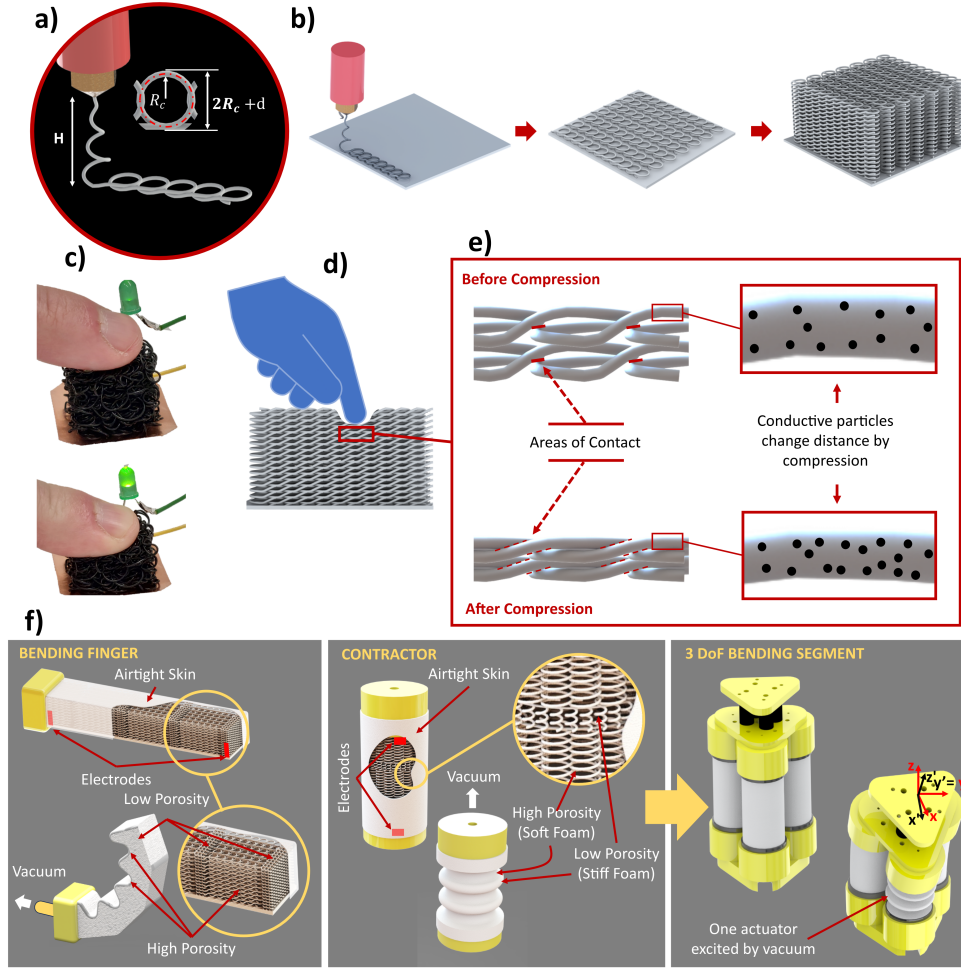 a)
H
R_c
2R_c + d
b)
c)
d)
e)
Before Compression
Areas of Contact
Conductive particles
change distance by
compression
After Compression
f)
BENDING FINGER
Airtight Skin
Electrodes
Low Porosity
Vacuum
High Porosity
CONTRACTOR
Airtight Skin
Electrodes
Vacuum
High Porosity
(Soft Foam)
Low Porosity
(Stiff Foam)
3 DoF BENDING SEGMENT
z
z'
y'=
x'
x
One actuator
excited by vacuum